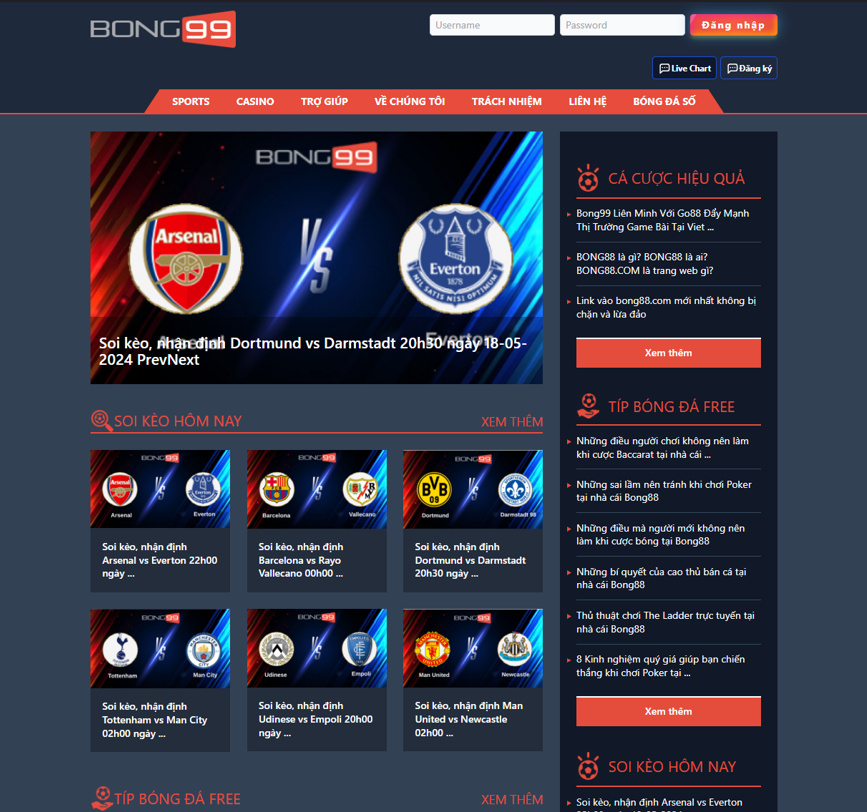 BONG99
Username
Password
Đăng nhập
Live Chart
Đăng ký
SPORTS
CASINO
TRỢ GIÚP
VỀ CHÚNG TÔI
TRÁCH NHIỆM
LIÊN HỆ
BÓNG ĐÁ SỐ
BONG99
Arsenal
VS
Everton
1878
NIL SATIS NISI OPTIMUM
Arsenal
Everton
Soi kèo, nhận định Dortmund vs Darmstadt 20h30 ngày 18-05-
2024 PrevNext
SOI KÈO HÔM NAY
XEM THÊM
BONG99
VS
Arsenal
Everton
Soi kèo, nhận định
Arsenal vs Everton 22h00
ngày ...
BONG99
VS
Barcelona
Vallecano
Soi kèo, nhận định
Barcelona vs Rayo
Vallecano 00h00 ...
BONG99
BVB
09
VS
Dortmund
Darmstadt 98
Soi kèo, nhận định
Dortmund vs Darmstadt
20h30 ngày ...
BONG99
VS
Tottenham
Man City
Soi kèo, nhận định
Tottenham vs Man City
02h00 ngày ...
BONG99
VS
Udinese
Empoli
Soi kèo, nhận định
Udinese vs Empoli 20h00
ngày ...
BONG99
VS
Man United
Newcastle
Soi kèo, nhận định Man
United vs Newcastle
02h00 ...
TÍP BÓNG ĐÁ FREE
XEM THÊM
CÁ CƯỢC HIỆU QUẢ
Bong99 Liên Minh Với Go88 Đẩy Mạnh
Thị Trường Game Bài Tại Viet ...
BONG88 là gì? BONG88 là ai?
BONG88.COM là trang web gì?
Link vào bong88.com mới nhất không bị
chặn và lừa đảo
Xem thêm
TÍP BÓNG ĐÁ FREE
Những điều người chơi không nên làm
khi cược Baccarat tại nhà cái ...
Những sai lầm nên tránh khi chơi Poker
tại nhà cái Bong88
Những điều mà người mới không nên
làm khi cược bóng tại Bong88
Những bí quyết của cao thủ bắn cá tại
nhà cái Bong88
Thủ thuật chơi The Ladder trực tuyến tại
nhà cái Bong88
8 Kinh nghiệm quý giá giúp bạn chiến
thắng khi chơi Poker tại ...
Xem thêm
SOI KÈO HÔM NAY
Soi kèo, nhận định Arsenal vs Everton